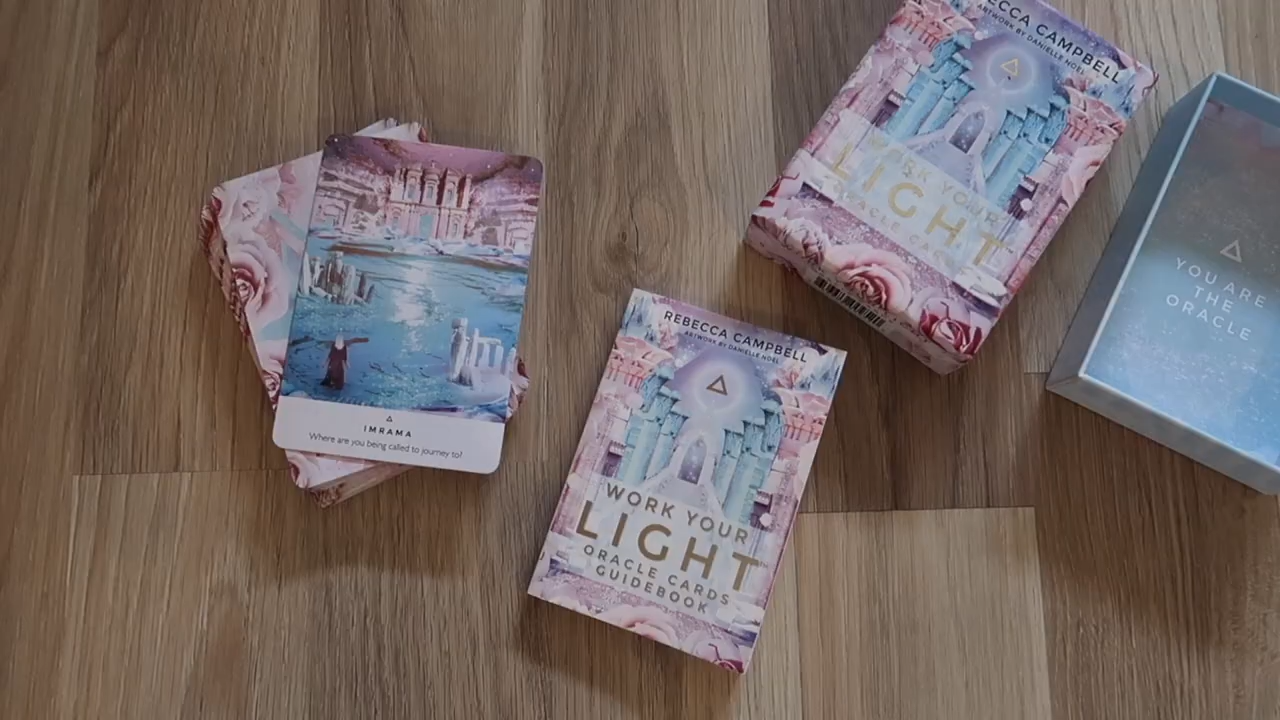 IMRAMA
Where are you being called to journey to?
REBECCA CAMPBELL
ARTWORK BY DANIELLE NOEL
WORK YOUR
LIGHT
ORACLE CARDS
GUIDEBOOK
CAMPBELL
ARTWORK BY DANIELLE NOEL
WORK YOUR
LIGHT
ORACLE CARDS
YOU ARE
THE
ORACLE